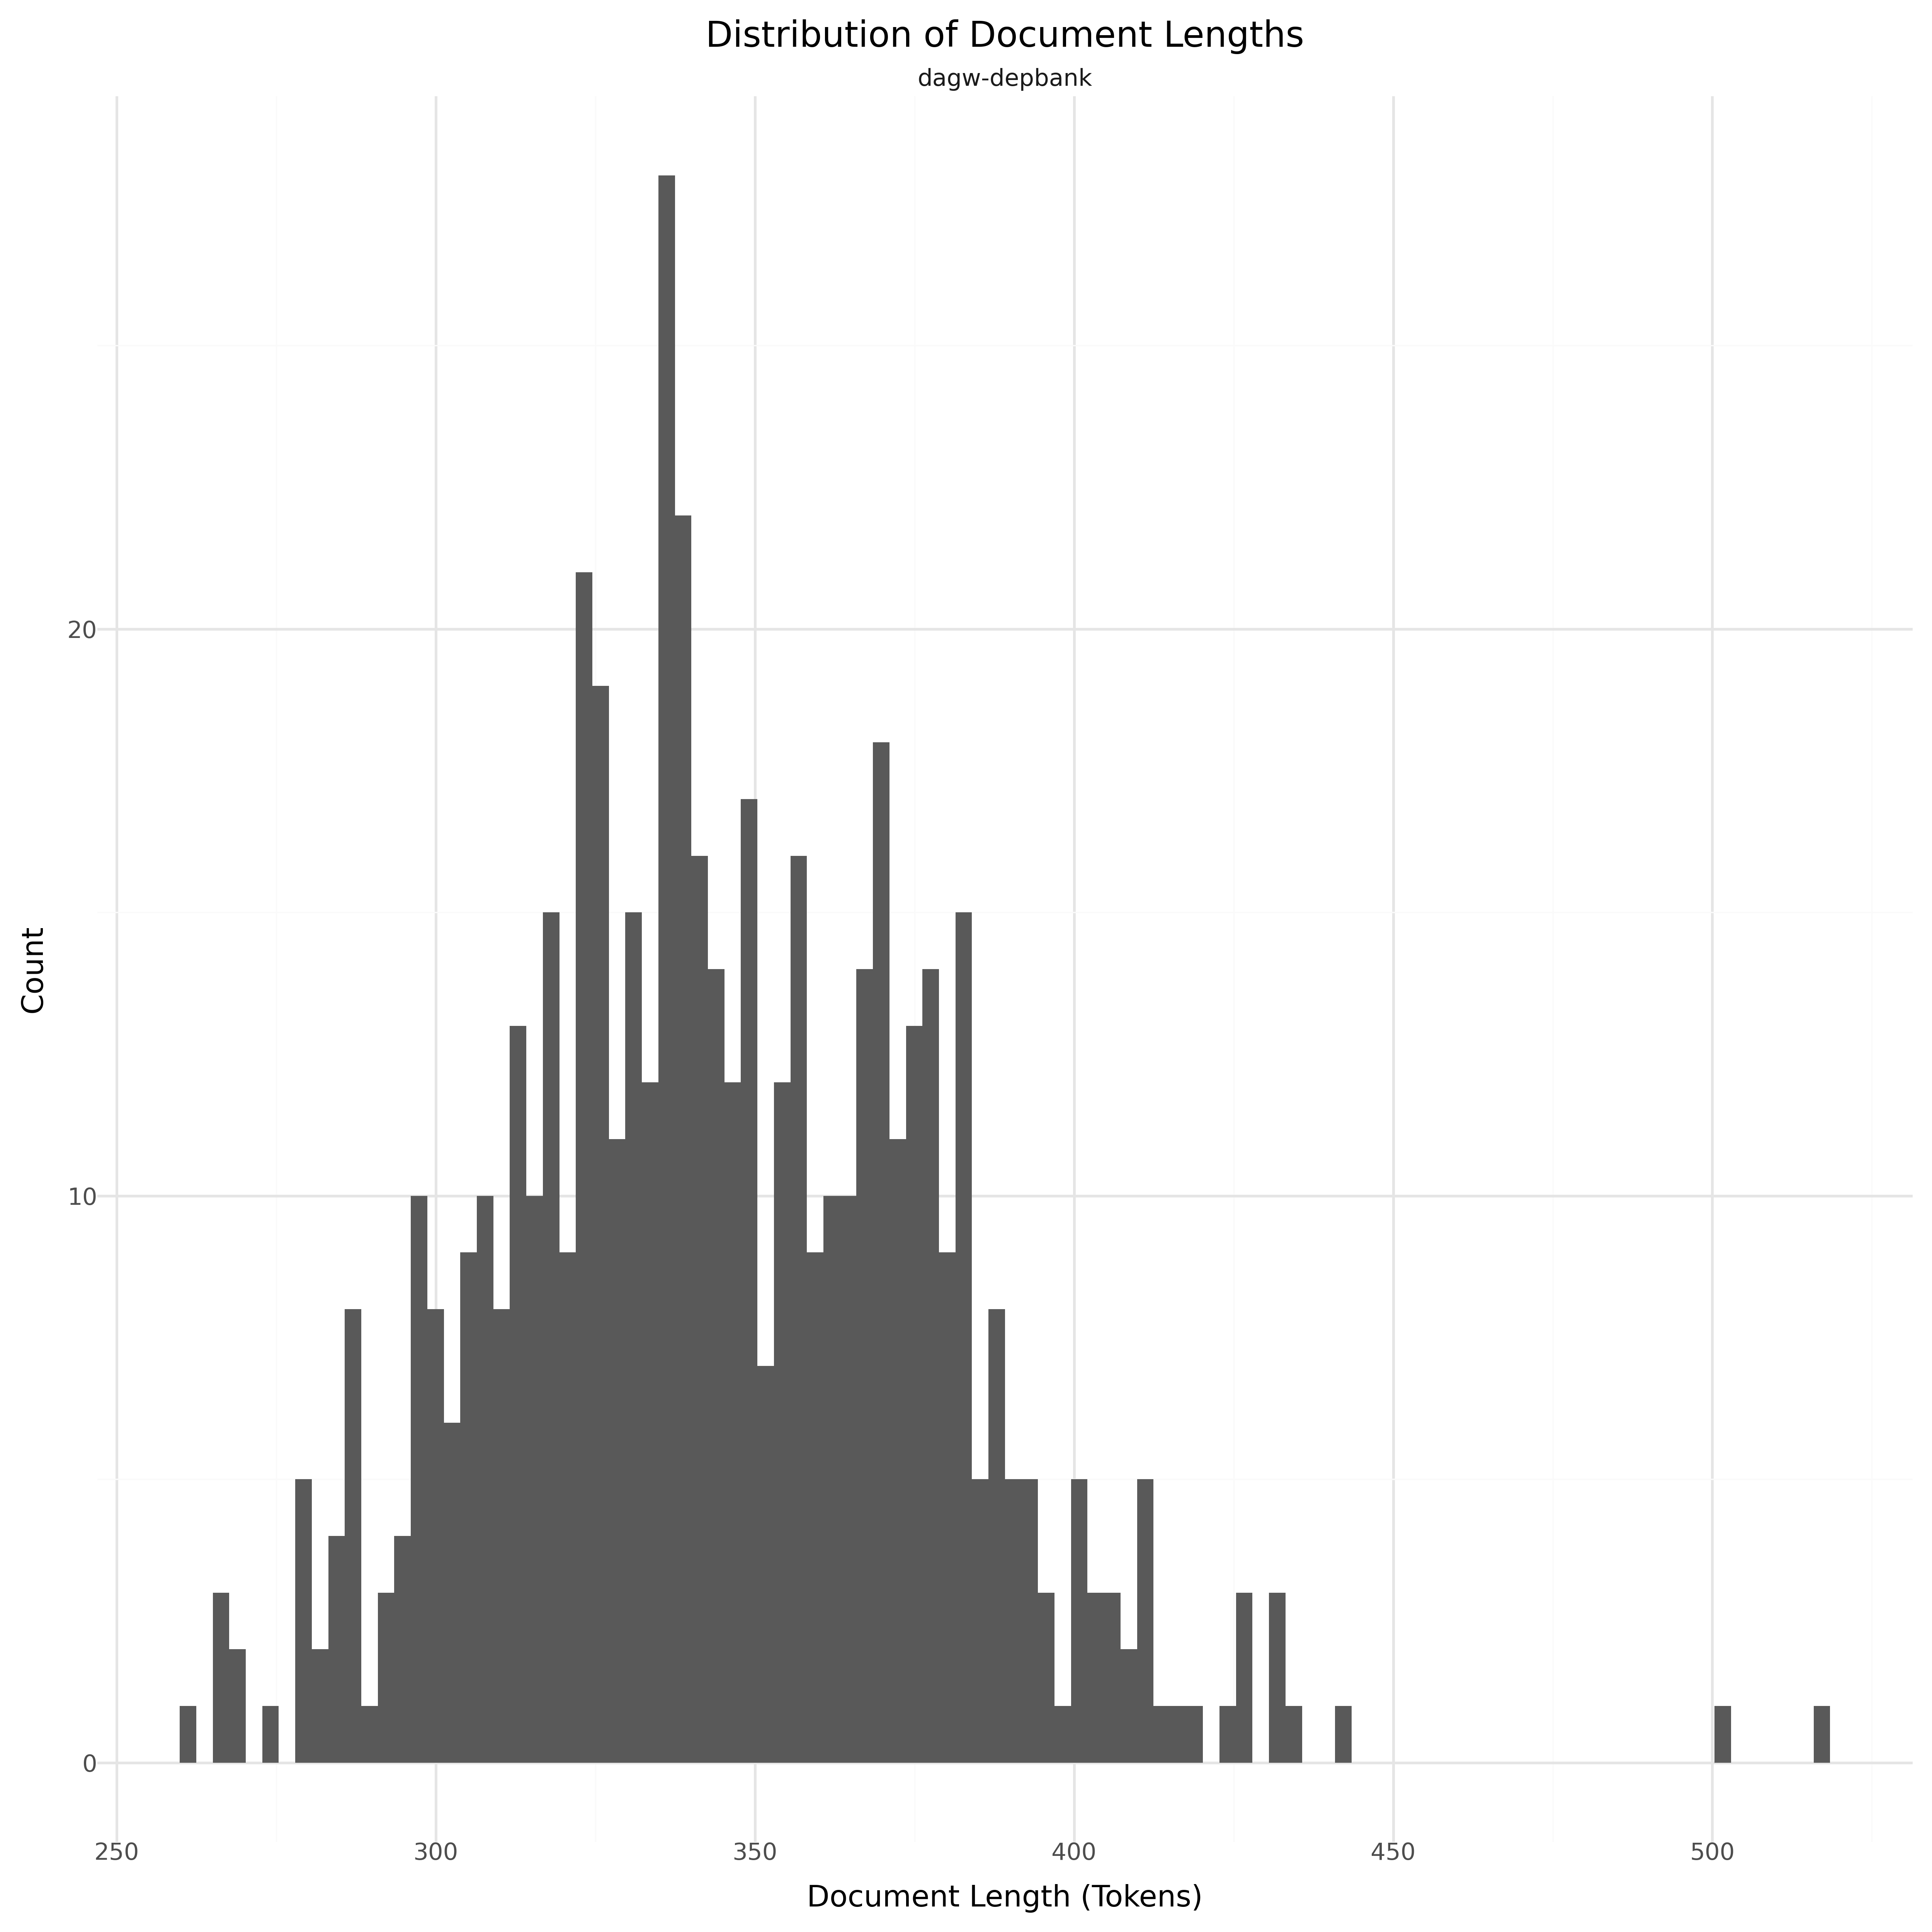 Distribution of Document Lengths
dagw-depbank
Count
20
10
0
250 300 350 400 450 500
Document Length (Tokens)